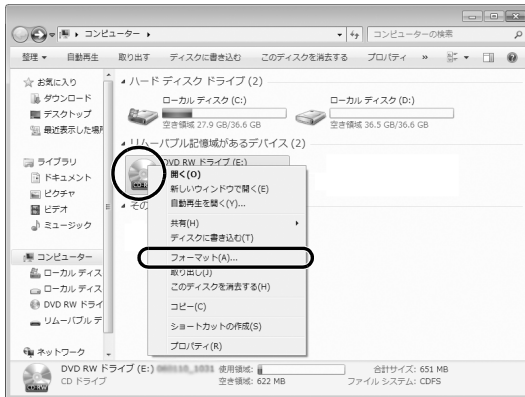 コンピューター
コンピューターの検索
整理 自動再生 取り出す ディスクに書き込む このディスクを消去する プロパティ »
お気に入り
ダウンロード
デスクトップ
最近表示した場所
ライブラリ
ドキュメント
ピクチャ
ビデオ
ミュージック
コンピューター
ローカル ディス
ローカル ディス
DVD RW ドライ
リムーバブル デ
ネットワーク
ハード ディスク ドライブ (2)
ローカル ディスク (C:)
空き領域 27.9 GB/36.6 GB
ローカル ディスク (D:)
空き領域 36.5 GB/36.6 GB
リムーバブル記憶域があるデバイス (2)
DVD RW ドライブ (E:)
CD-RW
その
開く(O)
新しいウィンドウで開く(E)
自動再生を開く(Y)...
共有(H)
ディスクに書き込む(T)
フォーマット(A)...
取り出し(J)
このディスクを消去する(H)
コピー(C)
ショートカットの作成(S)
プロパティ(R)
DVD RW ドライブ (E:) 使用領域: 合計サイズ: 651 MB
CD ドライブ 空き領域: 622 MB ファイル システム: CDFS
CD-RW